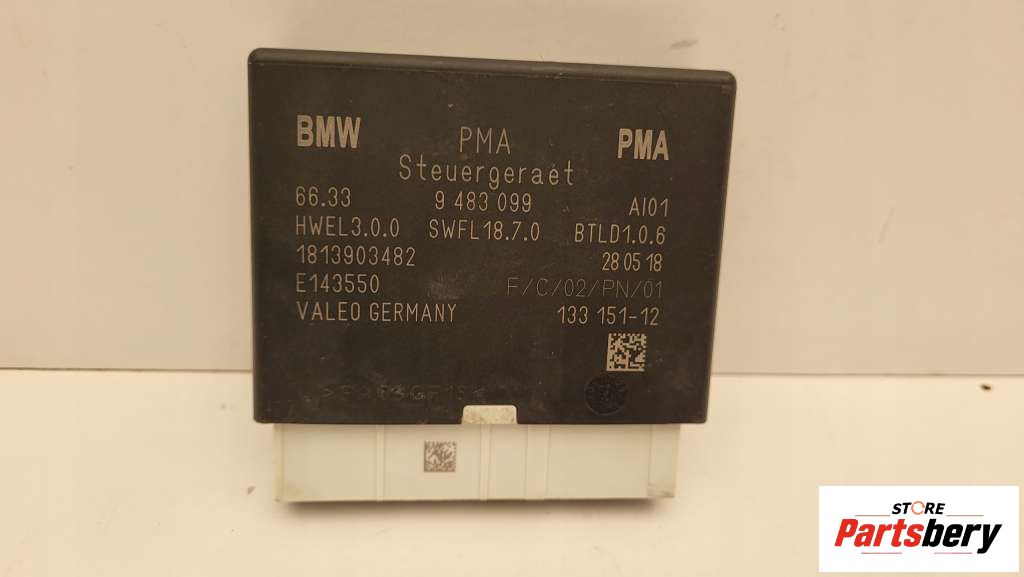 BMW PMA PMA
Steuergeraet
66.33 9 483 099 AI01
HWEL3.0.0 SWFL18.7.0 BTLD1.0.6
1813903482 28 05 18
E143550 F/C/02/PN/01
VALEO GERMANY 133 151-12
STORE
Partsbery